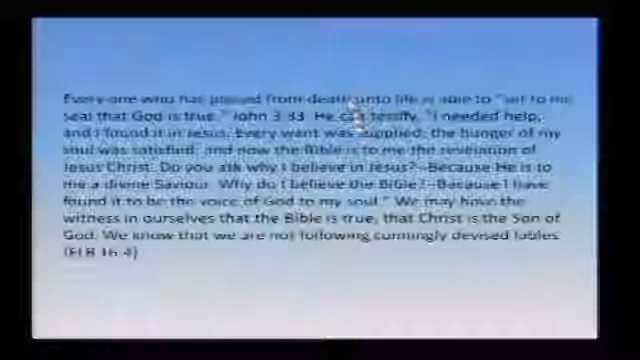 Every one who has passed from death unto life is able to "set to his
seal that God is true." John 3:33. He can testify, "I needed help,
and I found it in Jesus. Every want was supplied, the hunger of my
soul was satisfied; and now the Bible is to me the revelation of
Jesus Christ. Do you ask why I believe in Jesus?--Because He is to
me a divine Saviour. Why do I believe the Bible?--Because I have
found it to be the voice of God to my soul." We may have the
witness in ourselves that the Bible is true, that Christ is the Son of
God. We know that we are not following cunningly devised fables.
(FLB 16.4)